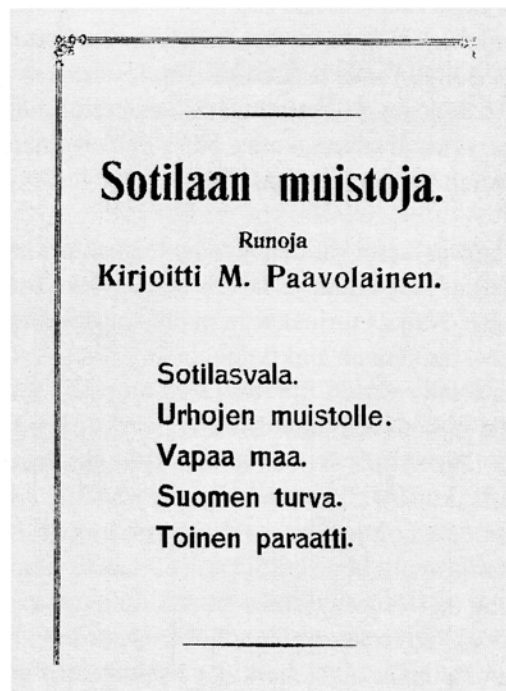 Sotilaan muistoja.
Runoja
Kirjoitti M. Paavolainen.
Sotilasvala.
Urhojen muistolle.
Vapaa maa.
Suomen turva.
Toinen paraatti.